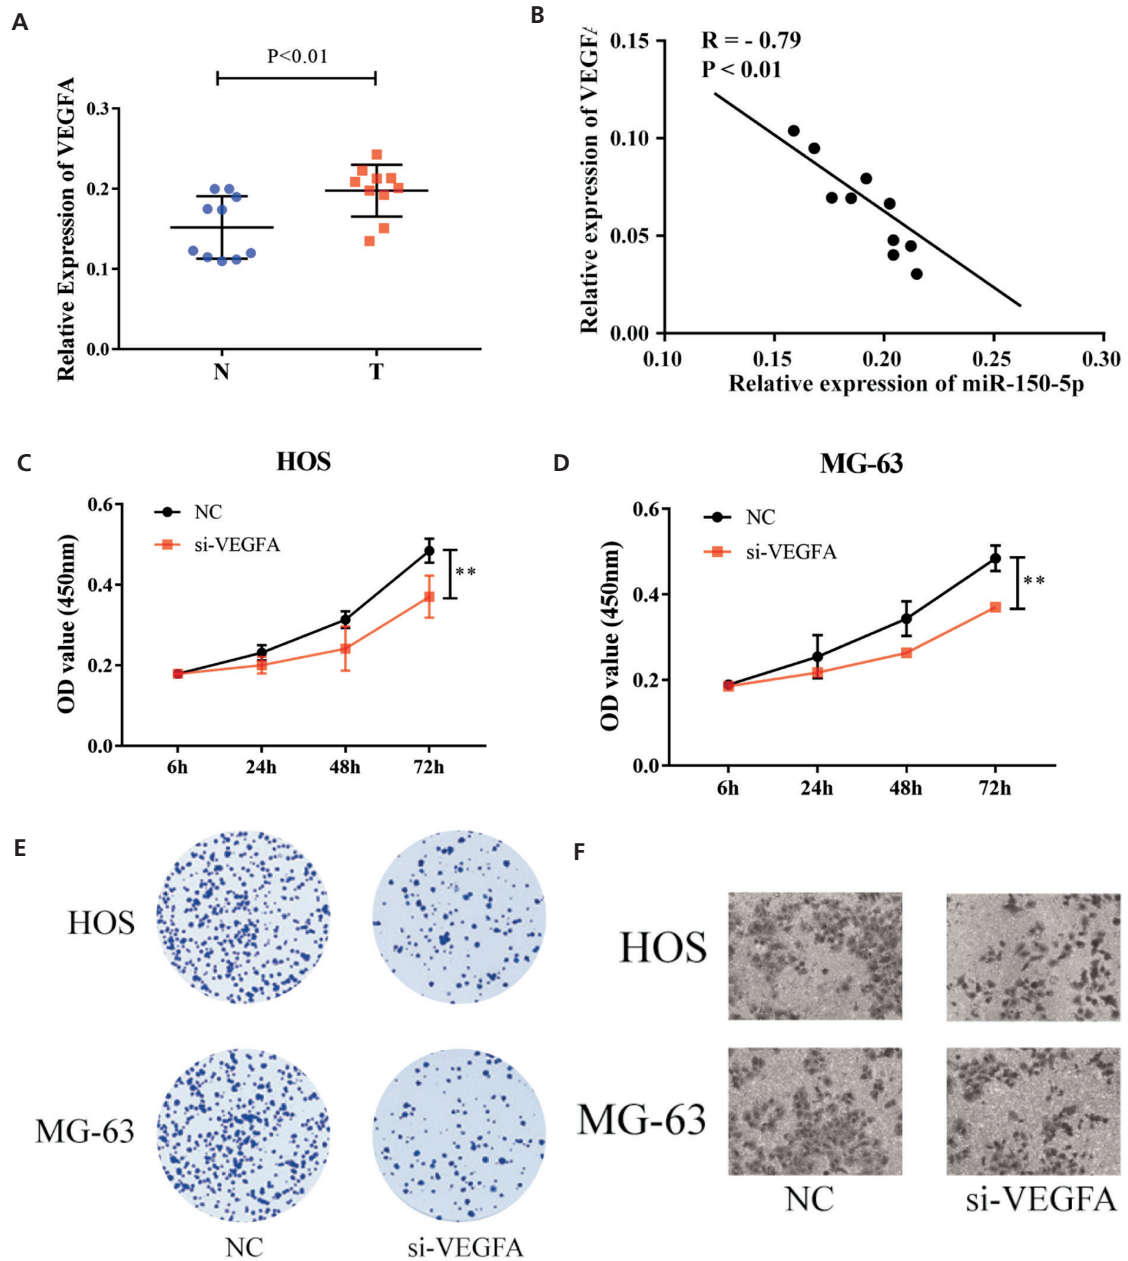 A
P<0.01
Relative Expression of VEGFA
0.3
0.2
0.1
0.0
N
T
B
Relative expression of VEGFA
R = - 0.79
P < 0.01
0.15
0.10
0.05
0.00
0.10
0.15
0.20
0.25
0.30
Relative expression of miR-150-5p
C
HOS
OD value (450nm)
0.6
0.4
0.2
0.0
NC
si-VEGFA
**
6h
24h
48h
72h
D
MG-63
OD value (450nm)
0.6
0.4
0.2
0.0
NC
si-VEGFA
**
6h
24h
48h
72h
E
HOS
MG-63
NC
si-VEGFA
F
HOS
MG-63
NC
si-VEGFA